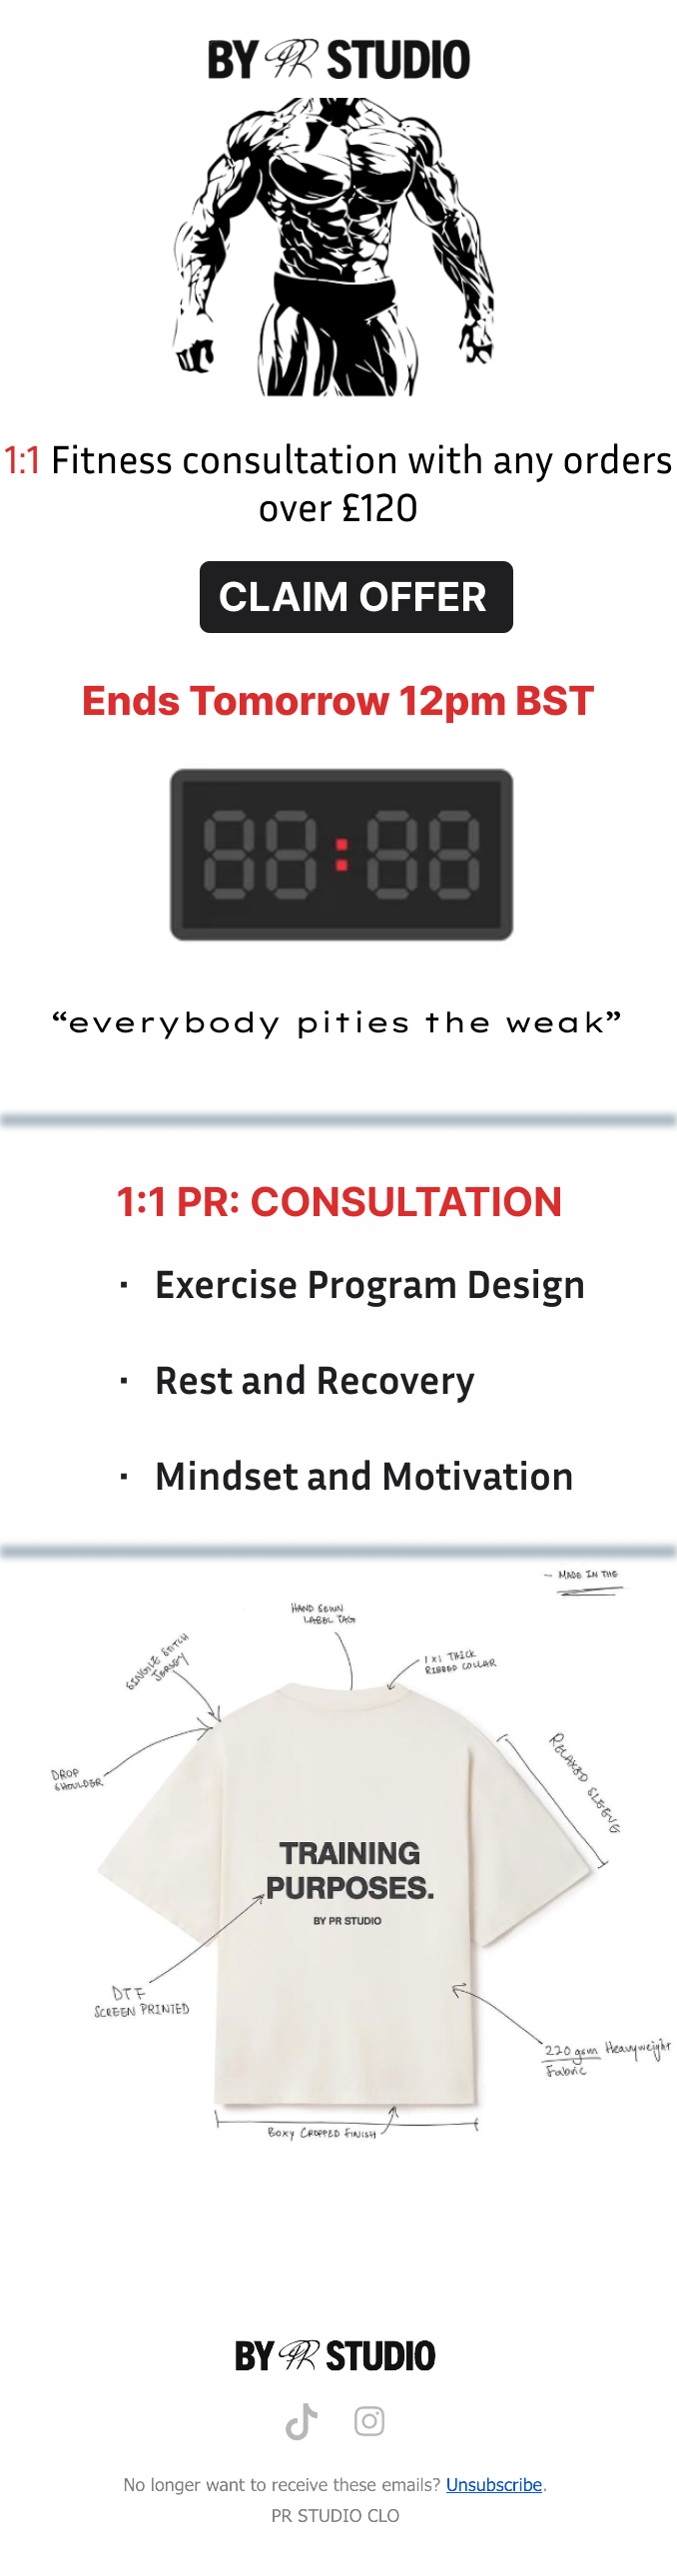 BY PR STUDIO
1:1 Fitness consultation with any orders
over £120
CLAIM OFFER
Ends Tomorrow 12pm BST
“everybody pities the weak”
1:1 PR: CONSULTATION
· Exercise Program Design
· Rest and Recovery
· Mindset and Motivation
- MADE IN THE
HAND SEWN
LABEL TAG
SINGLE STITCH
JERSEY
1x1 THICK
RIBBED COLLAR
DROP
SHOULDER
RELAXED SLEEVE
TRAINING
PURPOSES.
BY PR STUDIO
DTF
SCREEN PRINTED
220 gsm Heavyweight
Fabric
BOXY CROPPED FINISH
BY PR STUDIO
No longer want to receive these emails? Unsubscribe.
PR STUDIO CLO